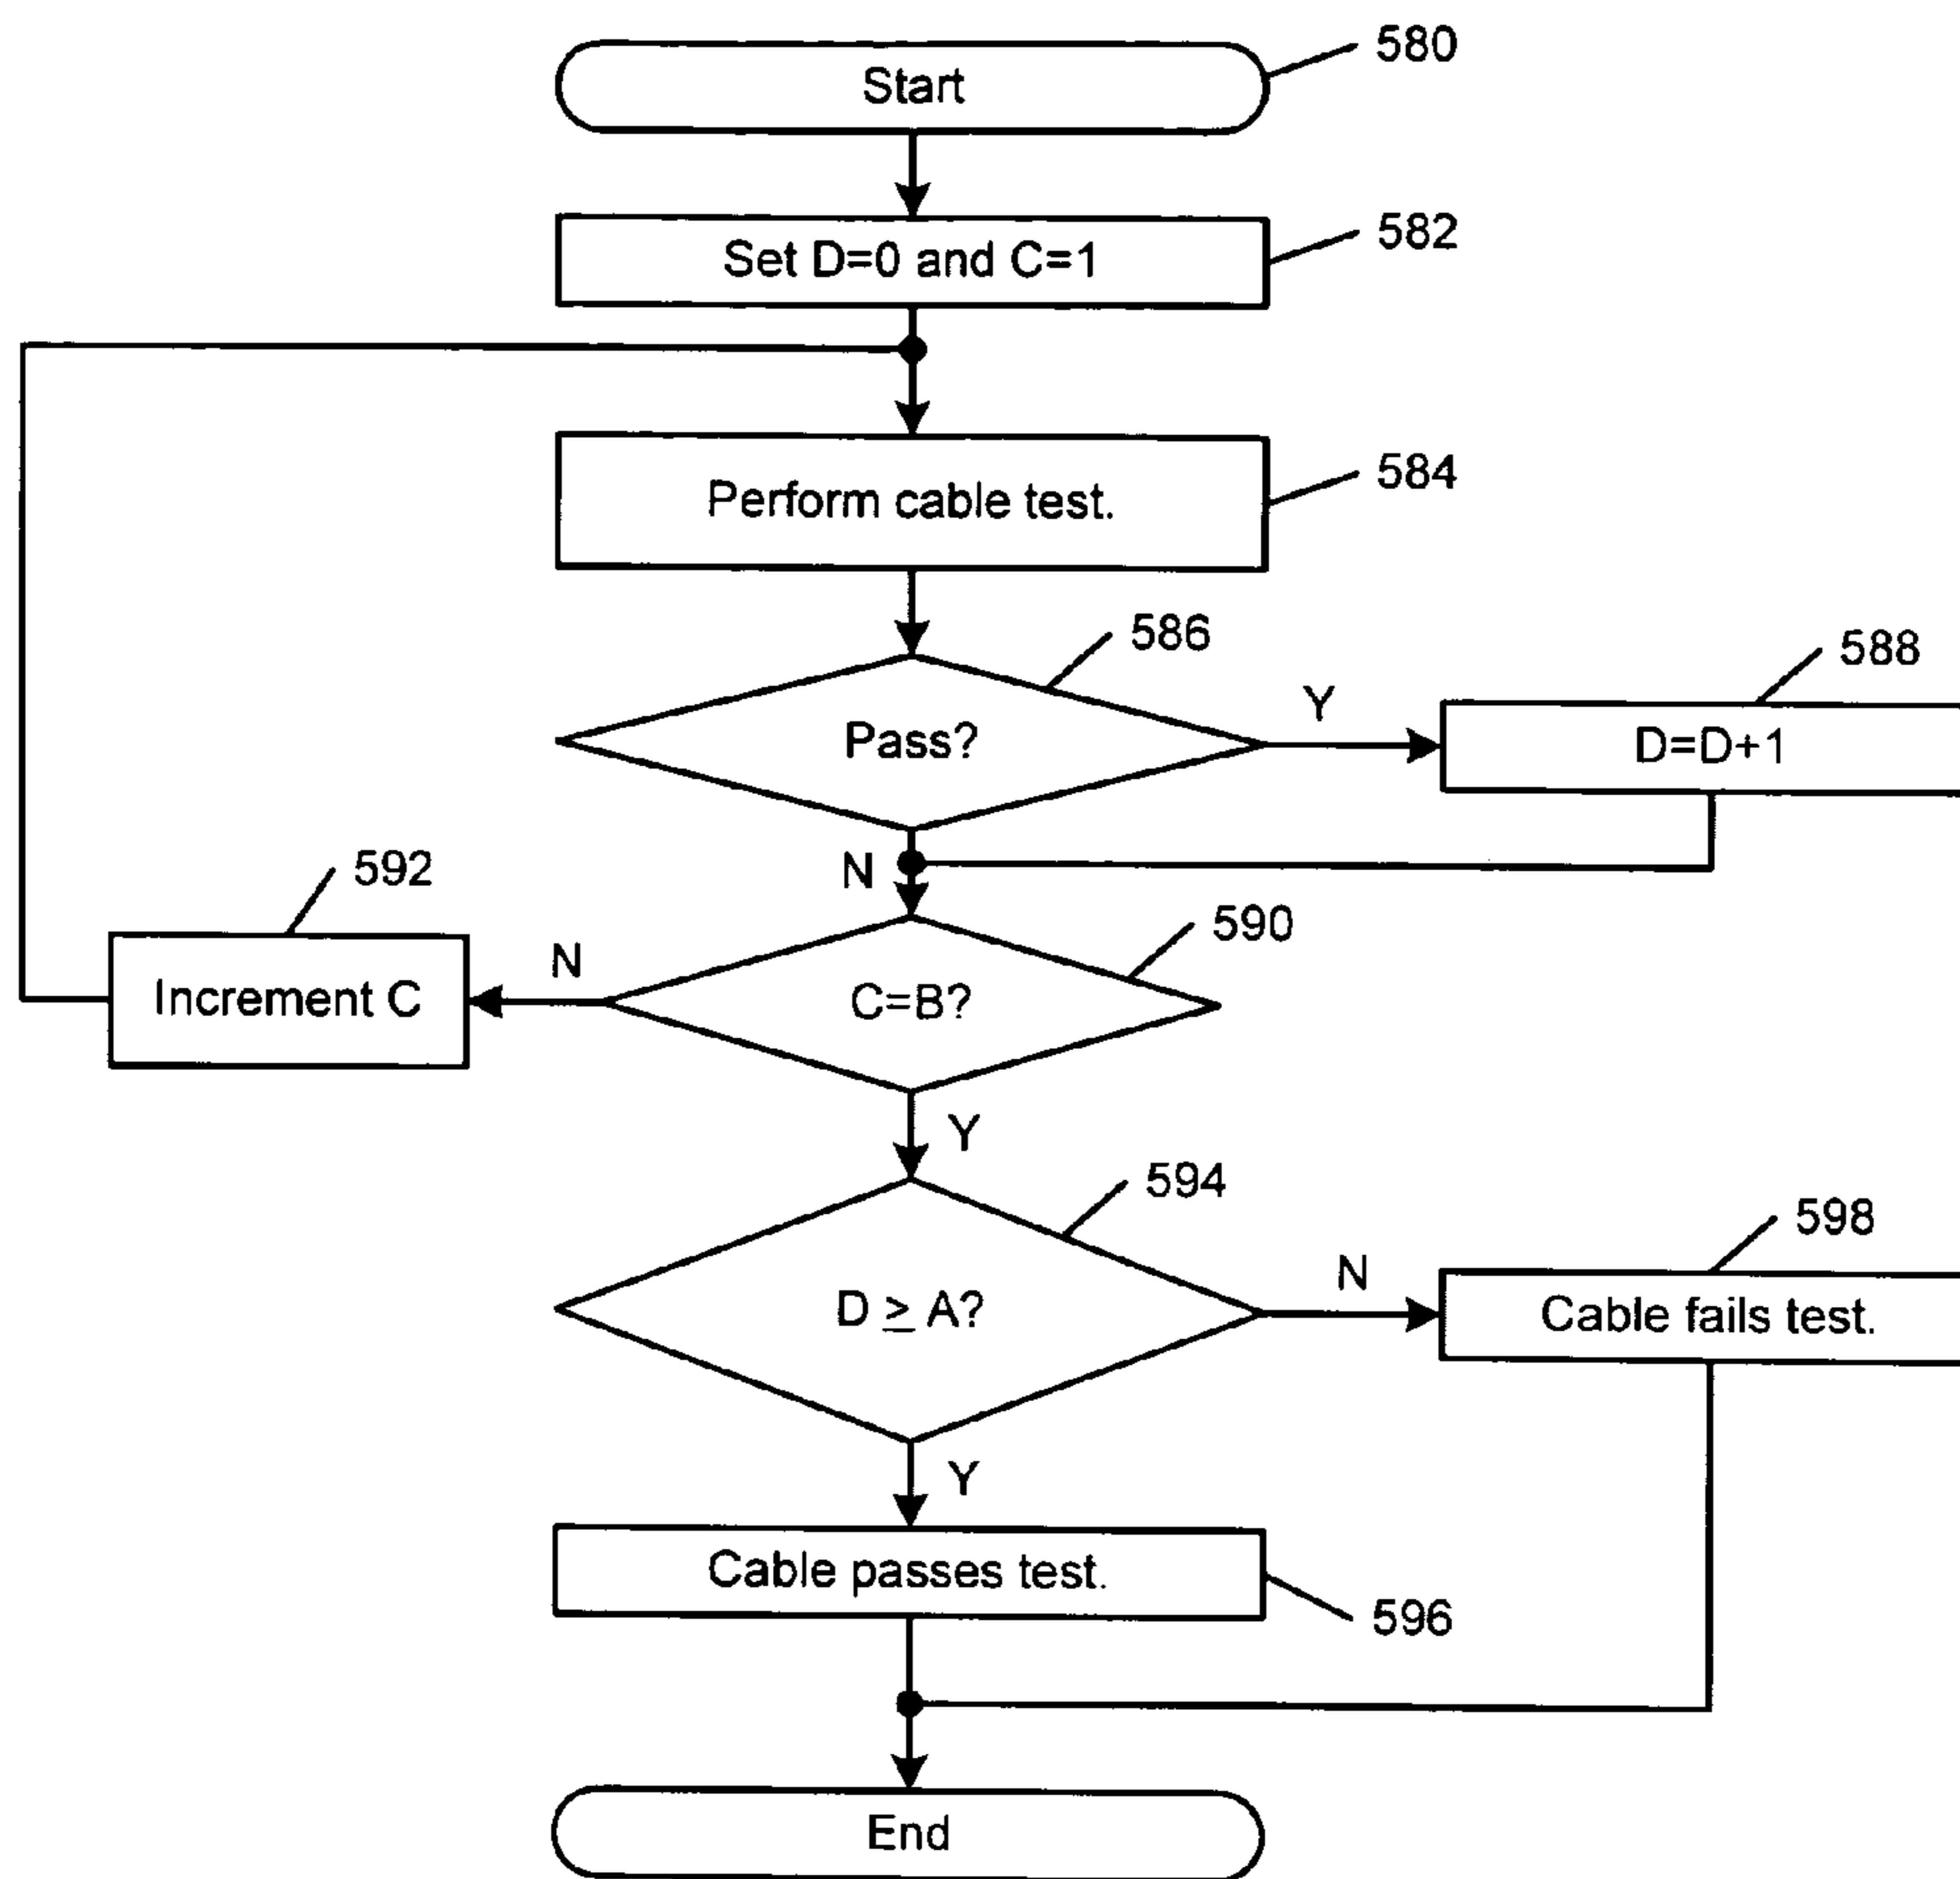 Start
580
Set D=0 and C=1
582
Perform cable test.
584
Pass?
586
Y
D=D+1
588
N
C=B?
590
N
Increment C
592
Y
D ≥ A?
594
N
Cable fails test.
598
Y
Cable passes test.
596
End